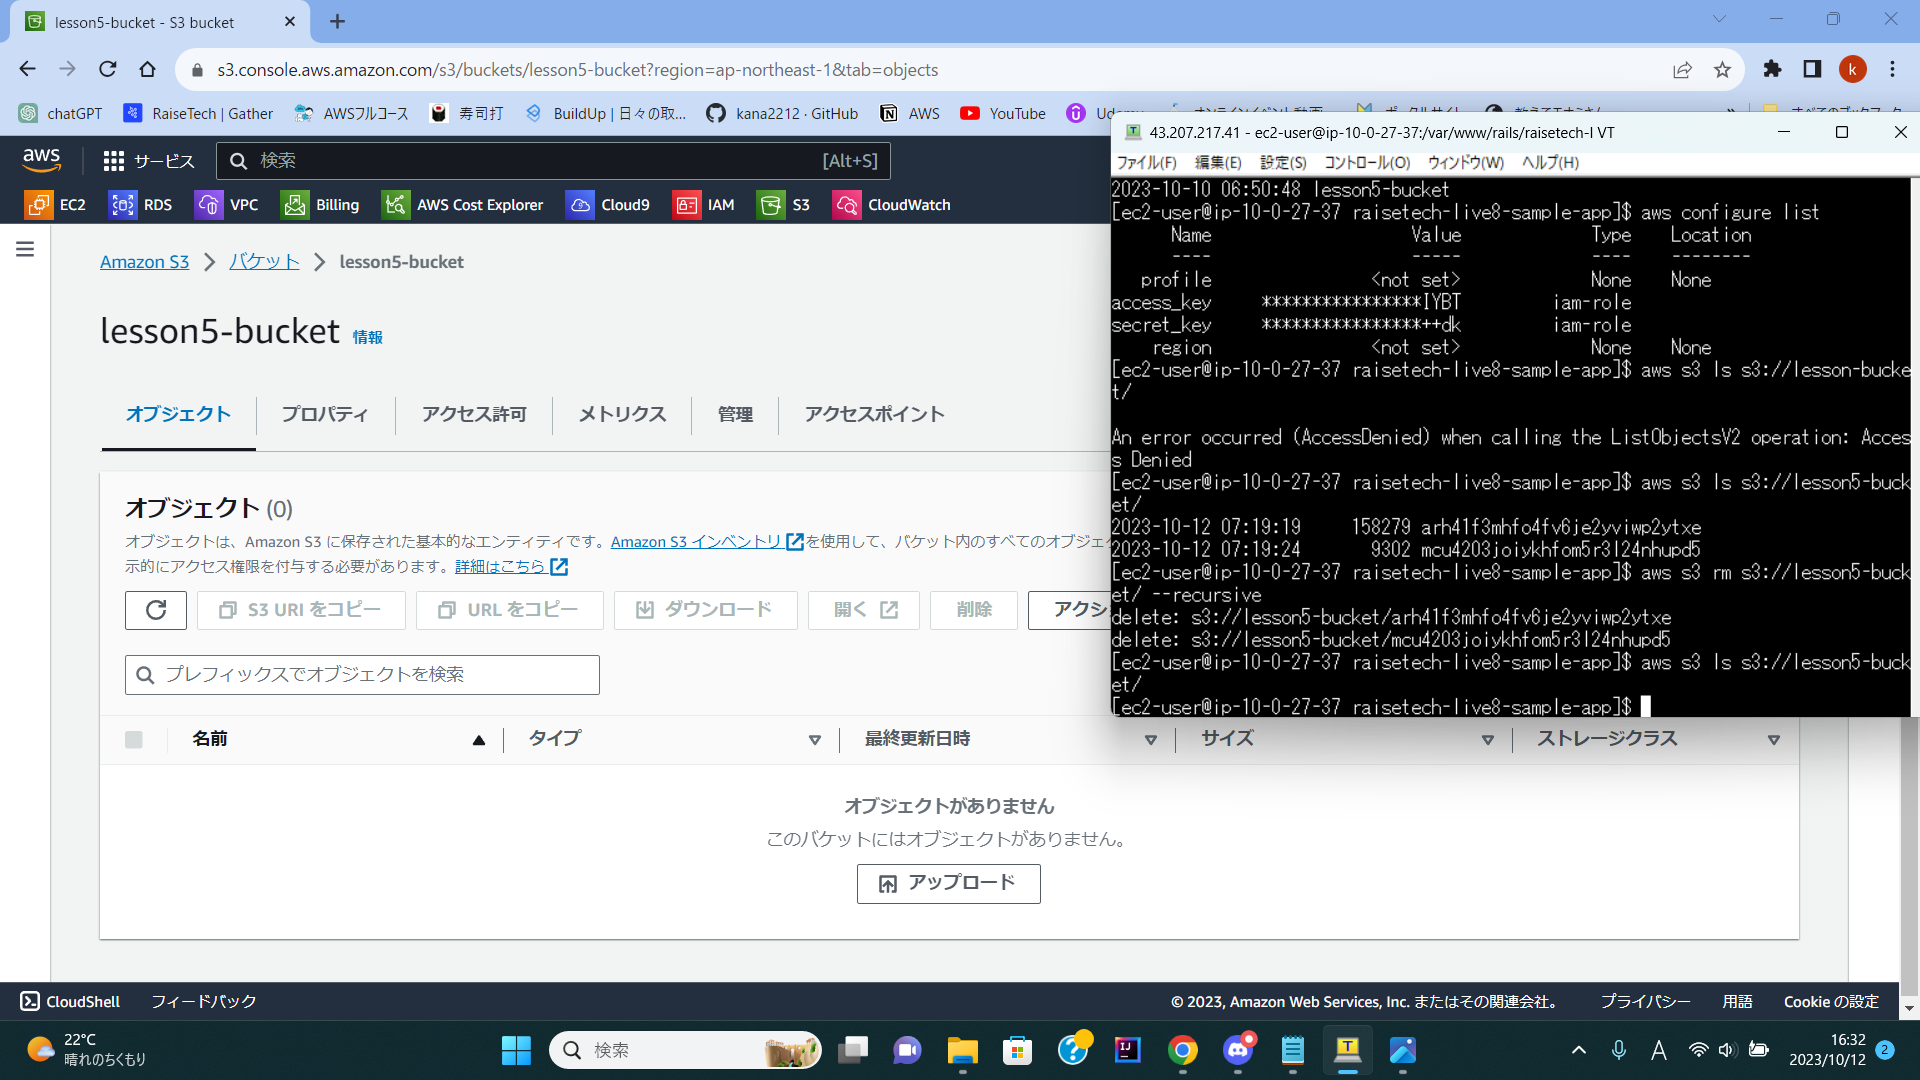 lesson5-bucket - S3 bucket
s3.console.aws.amazon.com/s3/buckets/lesson5-bucket?region=ap-northeast-1&tab=objects
k
chatGPT
RaiseTech | Gather
AWSフルコース
寿司打
BuildUp | 日々の取...
kana2212 · GitHub
AWS
YouTube
aws
サービス
検索
[Alt+S]
EC2
RDS
VPC
Billing
AWS Cost Explorer
Cloud9
IAM
S3
CloudWatch
Amazon S3
バケット
lesson5-bucket
lesson5-bucket 情報
オブジェクト
プロパティ
アクセス許可
メトリクス
管理
アクセスポイント
オブジェクト (0)
オブジェクトは、Amazon S3 に保存された基本的なエンティティです。Amazon S3 インベントリ を使用して、バケット内のすべてのオブジェ
示的にアクセス権限を付与する必要があります。詳細はこちら
S3 URI をコピー
URL をコピー
ダウンロード
開く
削除
アクシ
プレフィックスでオブジェクトを検索
名前
タイプ
最終更新日時
サイズ
ストレージクラス
オブジェクトがありません
このバケットにはオブジェクトがありません。
アップロード
43.207.217.41 - ec2-user@ip-10-0-27-37:/var/www/rails/raisetech-l VT
ファイル(F) 編集(E) 設定(S) コントロール(O) ウィンドウ(W) ヘルプ(H)
2023-10-10 06:50:48 lesson5-bucket
[ec2-user@ip-10-0-27-37 raisetech-live8-sample-app]$ aws configure list
Name Value Type Location
---- ----- ---- --------
profile <not set> None None
access_key ****************IYBT iam-role
secret_key ****************++dk iam-role
region <not set> None None
[ec2-user@ip-10-0-27-37 raisetech-live8-sample-app]$ aws s3 ls s3://lesson-bucke
t/
An error occurred (AccessDenied) when calling the ListObjectsV2 operation: Acces
s Denied
[ec2-user@ip-10-0-27-37 raisetech-live8-sample-app]$ aws s3 ls s3://lesson5-buck
et/
2023-10-12 07:19:19 158279 arh41f3mhfo4fv6je2yviwp2ytxe
2023-10-12 07:19:24 9302 mcu4203joiykhfom5r3l24nhupd5
[ec2-user@ip-10-0-27-37 raisetech-live8-sample-app]$ aws s3 rm s3://lesson5-buck
et/ --recursive
delete: s3://lesson5-bucket/arh41f3mhfo4fv6je2yviwp2ytxe
delete: s3://lesson5-bucket/mcu4203joiykhfom5r3l24nhupd5
[ec2-user@ip-10-0-27-37 raisetech-live8-sample-app]$ aws s3 ls s3://lesson5-buck
et/
[ec2-user@ip-10-0-27-37 raisetech-live8-sample-app]$
CloudShell
フィードバック
© 2023, Amazon Web Services, Inc. またはその関連会社。
プライバシー
用語
Cookie の設定
22°C
晴れのちくもり
検索
A
16:32
2023/10/12
2